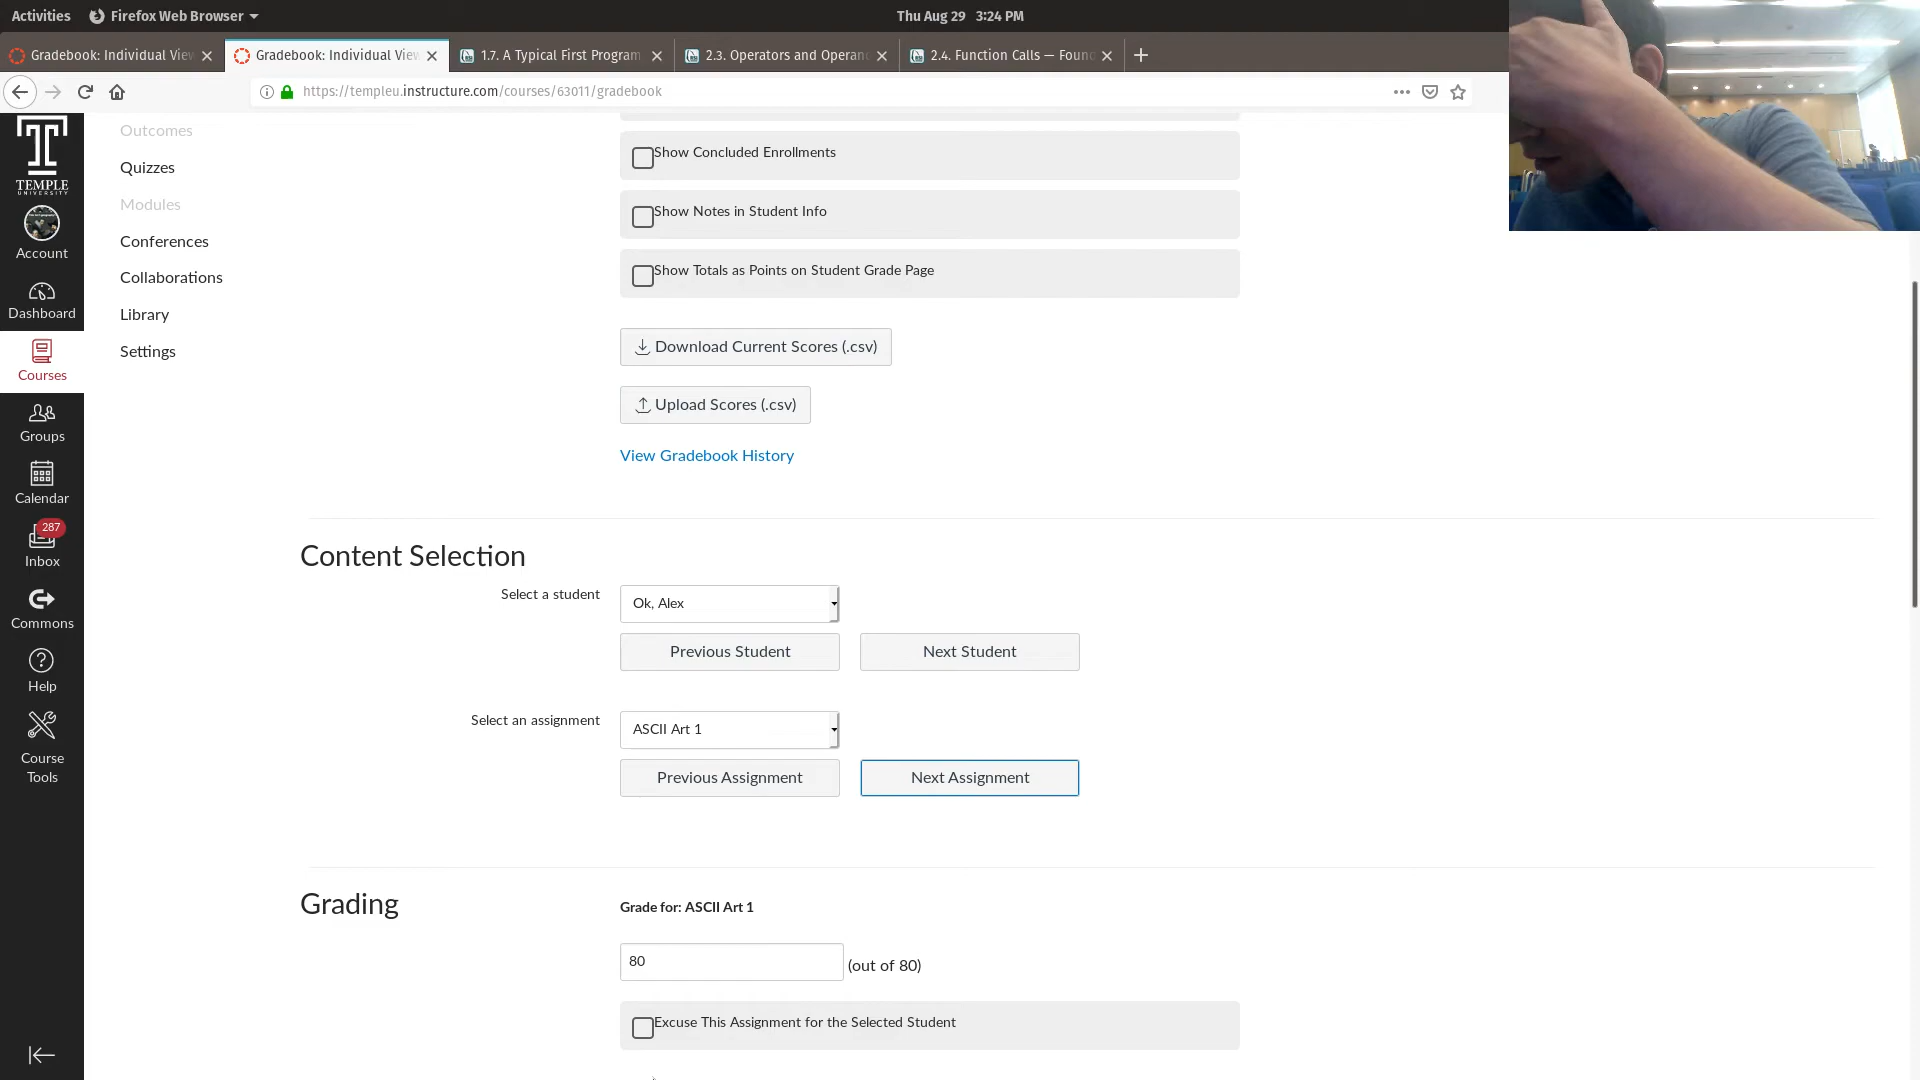 Activities
Firefox Web Browser
Thu Aug 29 3:24 PM
Gradebook: Individual Vie
Gradebook: Individual Vie
1.7. A Typical First Program
2.3. Operators and Operan
2.4. Function Calls — Foun
https://templeu.instructure.com/courses/63011/gradebook
TEMPLE
UNIVERSITY
Account
Dashboard
Courses
Groups
Calendar
287
Inbox
Commons
Help
Course
Tools
Outcomes
Quizzes
Modules
Conferences
Collaborations
Library
Settings
Show Concluded Enrollments
Show Notes in Student Info
Show Totals as Points on Student Grade Page
Download Current Scores (.csv)
Upload Scores (.csv)
View Gradebook History
Content Selection
Select a student
Ok, Alex
Previous Student
Next Student
Select an assignment
ASCII Art 1
Previous Assignment
Next Assignment
Grading
Grade for: ASCII Art 1
80
(out of 80)
Excuse This Assignment for the Selected Student